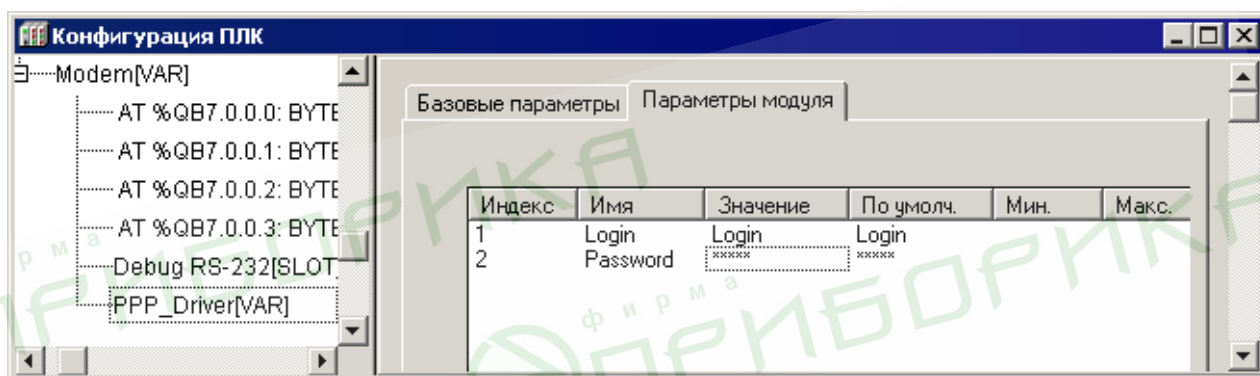 Конфигурация ПЛК
Modem[VAR]
AT %QB7.0.0.0: BYTE
AT %QB7.0.0.1: BYTE
AT %QB7.0.0.2: BYTE
AT %QB7.0.0.3: BYTE
Debug RS-232[SLOT
PPP_Driver[VAR]
Базовые параметры Параметры модуля
Индекс Имя Значение По умолч. Мин. Макс.
1 Login Login Login
2 Password ***** *****
фирма
ПРИБОРИКА